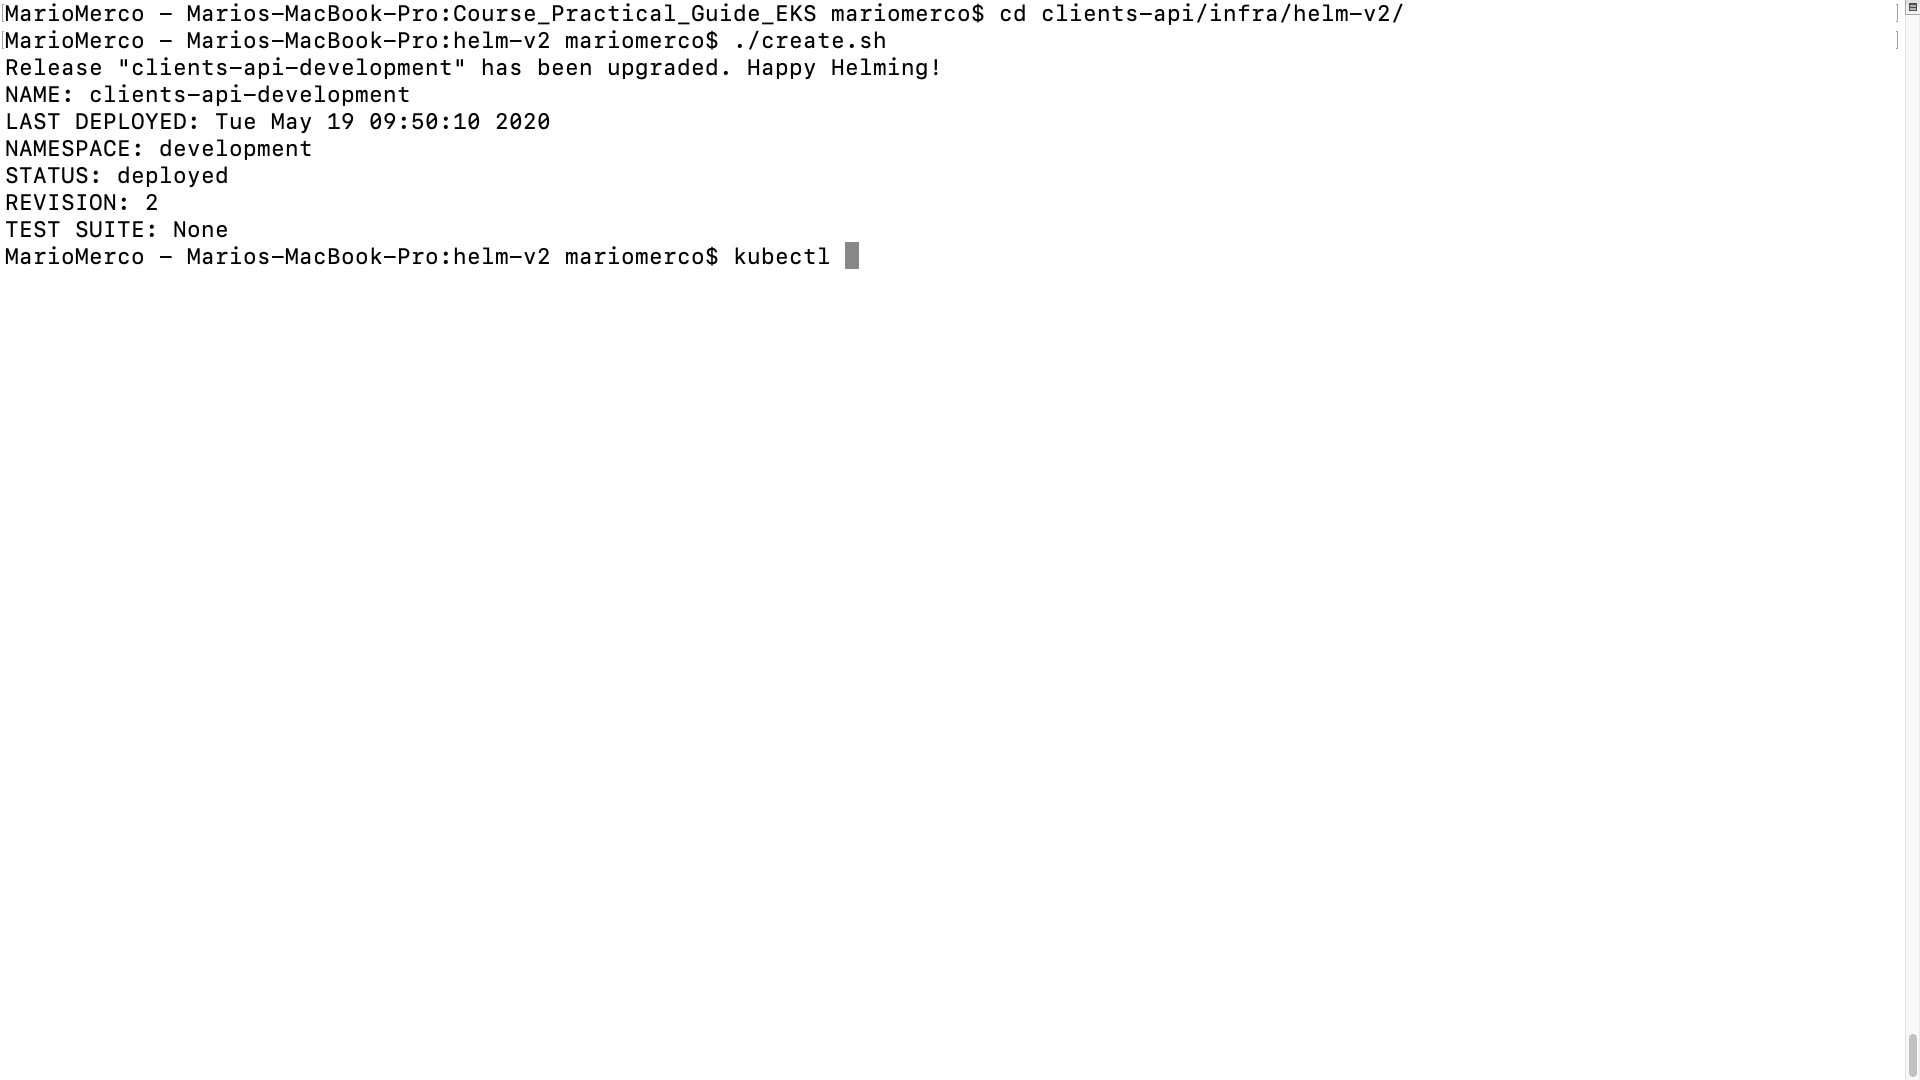 MarioMerco - Marios-MacBook-Pro:Course_Practical_Guide_EKS mariomerco$ cd clients-api/infra/helm-v2/
MarioMerco - Marios-MacBook-Pro:helm-v2 mariomerco$ ./create.sh
Release "clients-api-development" has been upgraded. Happy Helming!
NAME: clients-api-development
LAST DEPLOYED: Tue May 19 09:50:10 2020
NAMESPACE: development
STATUS: deployed
REVISION: 2
TEST SUITE: None
MarioMerco - Marios-MacBook-Pro:helm-v2 mariomerco$ kubectl